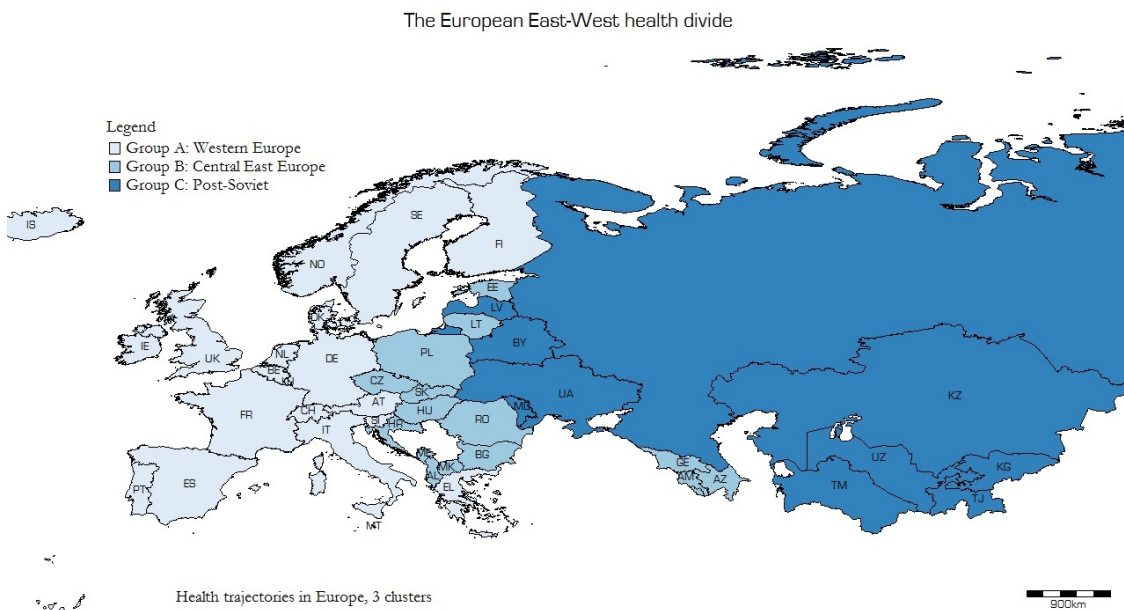 The European East-West health divide
Legend
Group A: Western Europe
Group B: Central East Europe
Group C: Post-Soviet
IS
SE
FI
NO
EE
LV
DK
LT
IE
UK
NL
DE
PL
BY
BE
CZ
SK
UA
KZ
FR
CH
AT
HU
MD
SI
HR
RO
IT
BG
MK
AL
EL
GE
AM
AZ
UZ
KG
TM
TJ
PT
ES
MT
Health trajectories in Europe, 3 clusters
900km